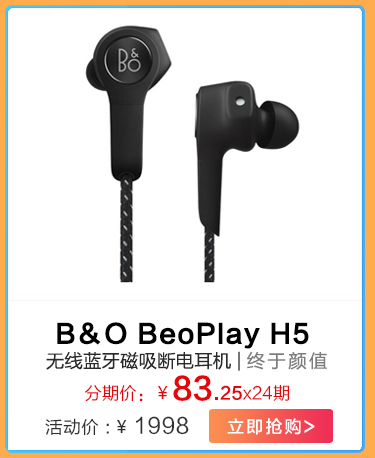 B&O
B&O BeoPlay H5
无线蓝牙磁吸断电耳机 | 终于颜值
分期价: ¥ 83.25x24期
活动价 : ¥ 1998 立即抢购>